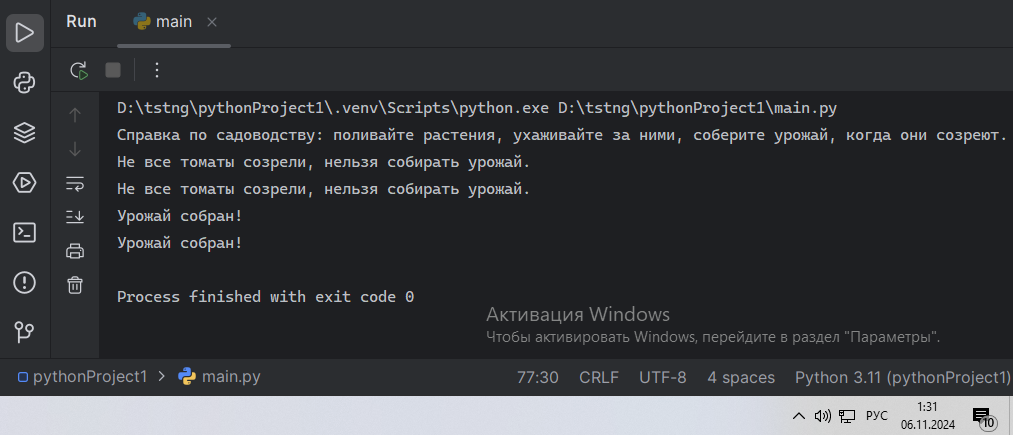 Run main
D:\tstng\pythonProject1\.venv\Scripts\python.exe D:\tstng\pythonProject1\main.py
Справка по садоводству: поливайте растения, ухаживайте за ними, соберите урожай, когда они созреют.
Не все томаты созрели, нельзя собирать урожай.
Не все томаты созрели, нельзя собирать урожай.
Урожай собран!
Урожай собран!
Process finished with exit code 0
Активация Windows
Чтобы активировать Windows, перейдите в раздел "Параметры".
pythonProject1 > main.py 77:30 CRLF UTF-8 4 spaces Python 3.11 (pythonProject1)
РУС 1:31
06.11.2024 10